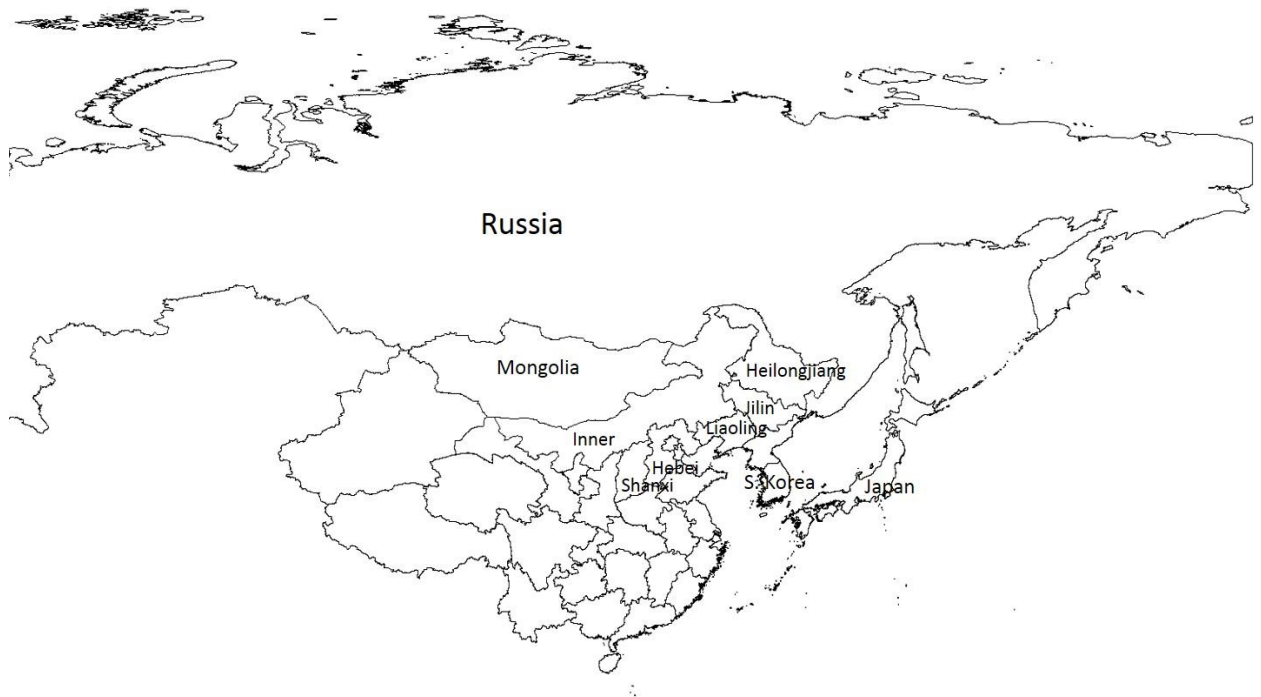 Russia
Mongolia
Heilongjiang
Jilin
Liaoling
Inner
Hebei
Shanxi
S. Korea
Japan